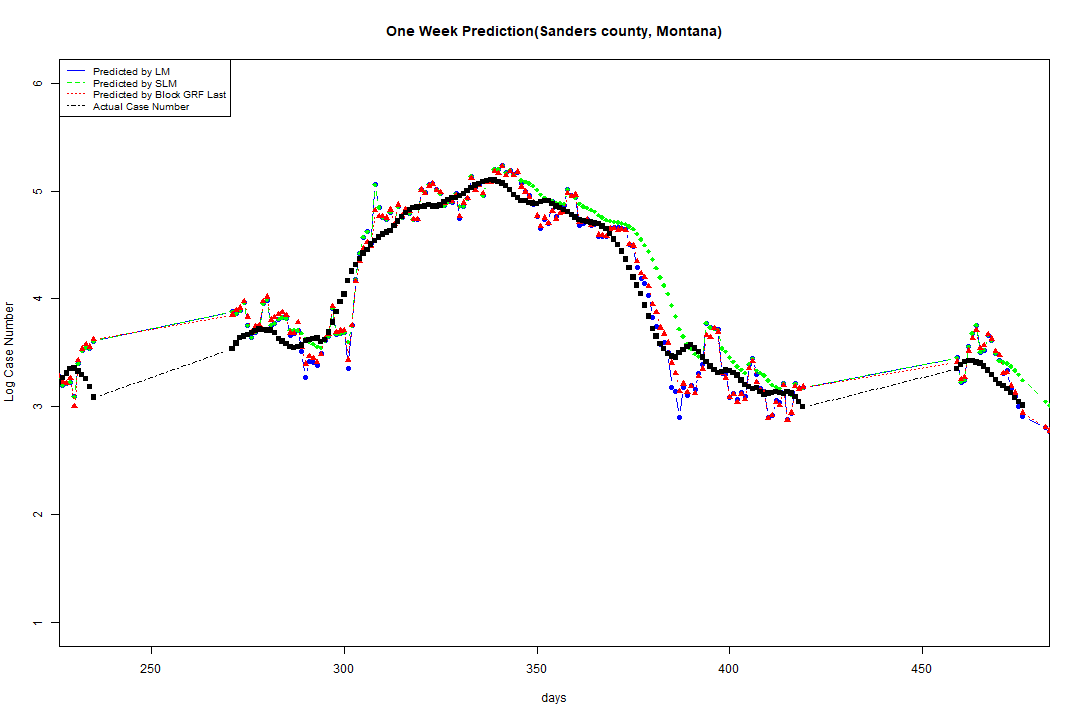 One Week Prediction(Sanders county, Montana)
Predicted by LM
Predicted by SLM
Predicted by Block GRF Last
Actual Case Number
6
5
4
3
2
1
Log Case Number
250
300
350
400
450
days